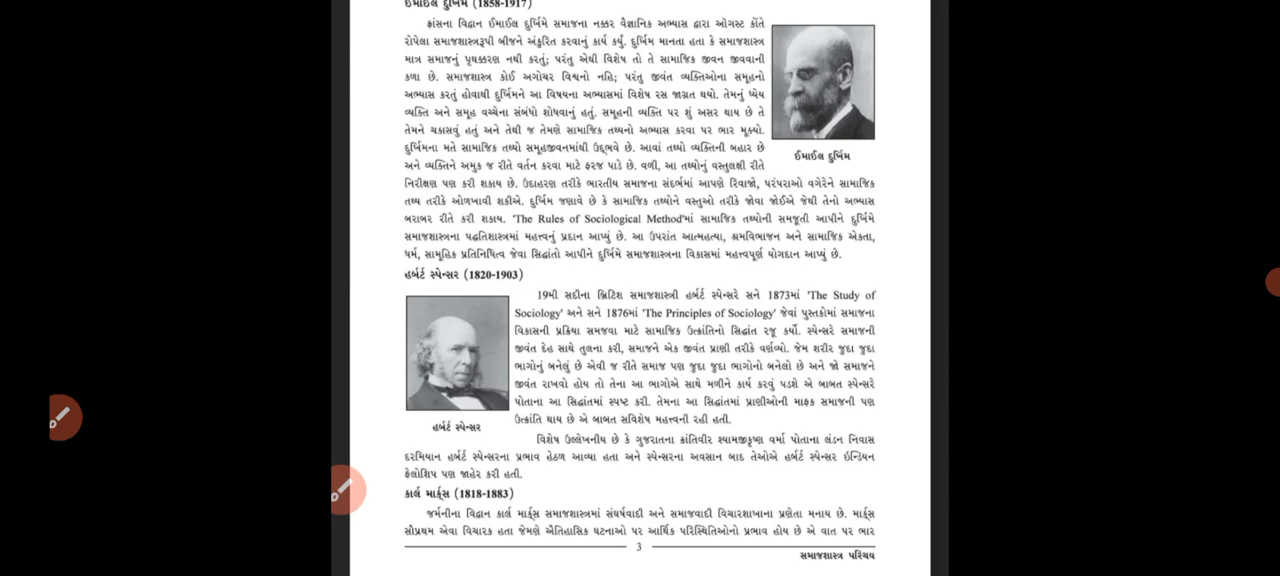 ઈમાઈલ દુર્ખિમ (1858-1917)
ફ્રાંસના વિદ્વાન ઈમાઈલ દુર્ખિમે સમાજના નક્કર વૈજ્ઞાનિક અભ્યાસ દ્વારા ઑગસ્ટ કૉંતે
રોપેલા સમાજશાસ્ત્રરૂપી બીજને અંકુરિત કરવાનું કાર્ય કર્યું. દુર્ખિમ માનતા હતા કે સમાજશાસ્ત્ર
માત્ર સમાજનું પૃથક્કરણ નથી કરતું; પરંતુ એથી વિશેષ તો તે સામાજિક જીવન જીવવાની
કળા છે. સમાજશાસ્ત્ર કોઈ અગોચર વિશ્વનો નહિ; પરંતુ જીવંત વ્યક્તિઓના સમૂહનો
અભ્યાસ કરતું હોવાથી દુર્ખિમને આ વિષયના અભ્યાસમાં વિશેષ રસ જાગ્રત થયો. તેમનું ધ્યેય
વ્યક્તિ અને સમૂહ વચ્ચેના સંબંધો શોધવાનું હતું. સમૂહની વ્યક્તિ પર શું અસર થાય છે તે
તેમને ચકાસવું હતું અને તેથી જ તેમણે સામાજિક તથ્યનો અભ્યાસ કરવા પર ભાર મૂક્યો.
દુર્ખિમના મતે સામાજિક તથ્યો સમૂહજીવનમાંથી ઉદ્ભવે છે. આવાં તથ્યો વ્યક્તિની બહાર છે
અને વ્યક્તિને અમુક જ રીતે વર્તન કરવા માટે ફરજ પાડે છે. વળી, આ તથ્યોનું વસ્તુલક્ષી રીતે
ઈમાઈલ દુર્ખિમ
નિરીક્ષણ પણ કરી શકાય છે. ઉદાહરણ તરીકે ભારતીય સમાજના સંદર્ભમાં આપણે રિવાજો, પરંપરાઓ વગેરેને સામાજિક
તથ્ય તરીકે ઓળખાવી શકીએ. દુર્ખિમ જણાવે છે કે સામાજિક તથ્યોને વસ્તુઓ તરીકે જોવા જોઈએ જેથી તેનો અભ્યાસ
બરાબર રીતે કરી શકાય. 'The Rules of Sociological Method'માં સામાજિક તથ્યોની સમજૂતી આપીને દુર્ખિમે
સમાજશાસ્ત્રના પદ્ધતિશાસ્ત્રમાં મહત્ત્વનું પ્રદાન આપ્યું છે. આ ઉપરાંત આત્મહત્યા, શ્રમવિભાજન અને સામાજિક એકતા,
ધર્મ, સામૂહિક પ્રતિનિધિત્વ જેવા સિદ્ધાંતો આપીને દુર્ખિમે સમાજશાસ્ત્રના વિકાસમાં મહત્ત્વપૂર્ણ યોગદાન આપ્યું છે.
હર્બર્ટ સ્પેન્સર (1820-1903)
19મી સદીના બ્રિટિશ સમાજશાસ્ત્રી હર્બર્ટ સ્પેન્સરે સને 1873માં 'The Study of
Sociology' અને સને 1876માં 'The Principles of Sociology' જેવાં પુસ્તકોમાં સમાજના
વિકાસની પ્રક્રિયા સમજવા માટે સામાજિક ઉત્ક્રાંતિનો સિદ્ધાંત રજૂ કર્યો. સ્પેન્સરે સમાજની
જીવંત દેહ સાથે તુલના કરી, સમાજને એક જીવંત પ્રાણી તરીકે વર્ણવ્યો. જેમ શરીર જુદા જુદા
ભાગોનું બનેલું છે એવી જ રીતે સમાજ પણ જુદા જુદા ભાગોનો બનેલો છે અને જો સમાજને
જીવંત રાખવો હોય તો તેના આ ભાગોએ સાથે મળીને કાર્ય કરવું પડશે એ બાબત સ્પેન્સરે
પોતાના આ સિદ્ધાંતમાં સ્પષ્ટ કરી. તેમના આ સિદ્ધાંતમાં પ્રાણીઓની માફક સમાજની પણ
ઉત્ક્રાંતિ થાય છે એ બાબત સવિશેષ મહત્ત્વની રહી હતી.
હર્બર્ટ સ્પેન્સર
વિશેષ ઉલ્લેખનીય છે કે ગુજરાતના ક્રાંતિવીર શ્યામજીકૃષ્ણ વર્મા પોતાના લંડન નિવાસ
દરમિયાન હર્બર્ટ સ્પેન્સરના પ્રભાવ હેઠળ આવ્યા હતા અને સ્પેન્સરના અવસાન બાદ તેઓએ હર્બર્ટ સ્પેન્સર ઇન્ડિયન
ફેલોશિપ પણ જાહેર કરી હતી.
કાર્લ માર્ક્સ (1818-1883)
જર્મનીના વિદ્વાન કાર્લ માર્ક્સ સમાજશાસ્ત્રમાં સંઘર્ષવાદી અને સમાજવાદી વિચારશાખાના પ્રણેતા મનાય છે. માર્ક્સ
સૌપ્રથમ એવા વિચારક હતા જેમણે ઐતિહાસિક ઘટનાઓ પર આર્થિક પરિસ્થિતિઓનો પ્રભાવ હોય છે એ વાત પર ભાર
3
સમાજશાસ્ત્ર પરિચય